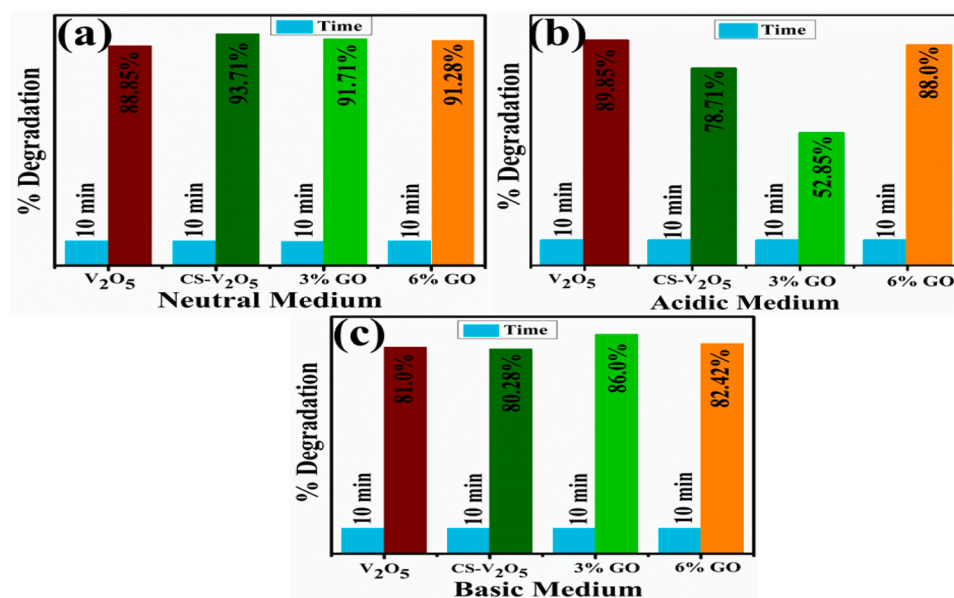 (a)
Time
% Degradation
10 min
88.85%
10 min
93.71%
10 min
91.71%
10 min
91.28%
V₂O₅
CS-V₂O₅
3% GO
6% GO
Neutral Medium
(b)
Time
% Degradation
10 min
89.85%
10 min
78.71%
10 min
52.85%
10 min
88.0%
V₂O₅
CS-V₂O₅
3% GO
6% GO
Acidic Medium
(c)
Time
% Degradation
10 min
81.0%
10 min
80.28%
10 min
86.0%
10 min
82.42%
V₂O₅
CS-V₂O₅
3% GO
6% GO
Basic Medium